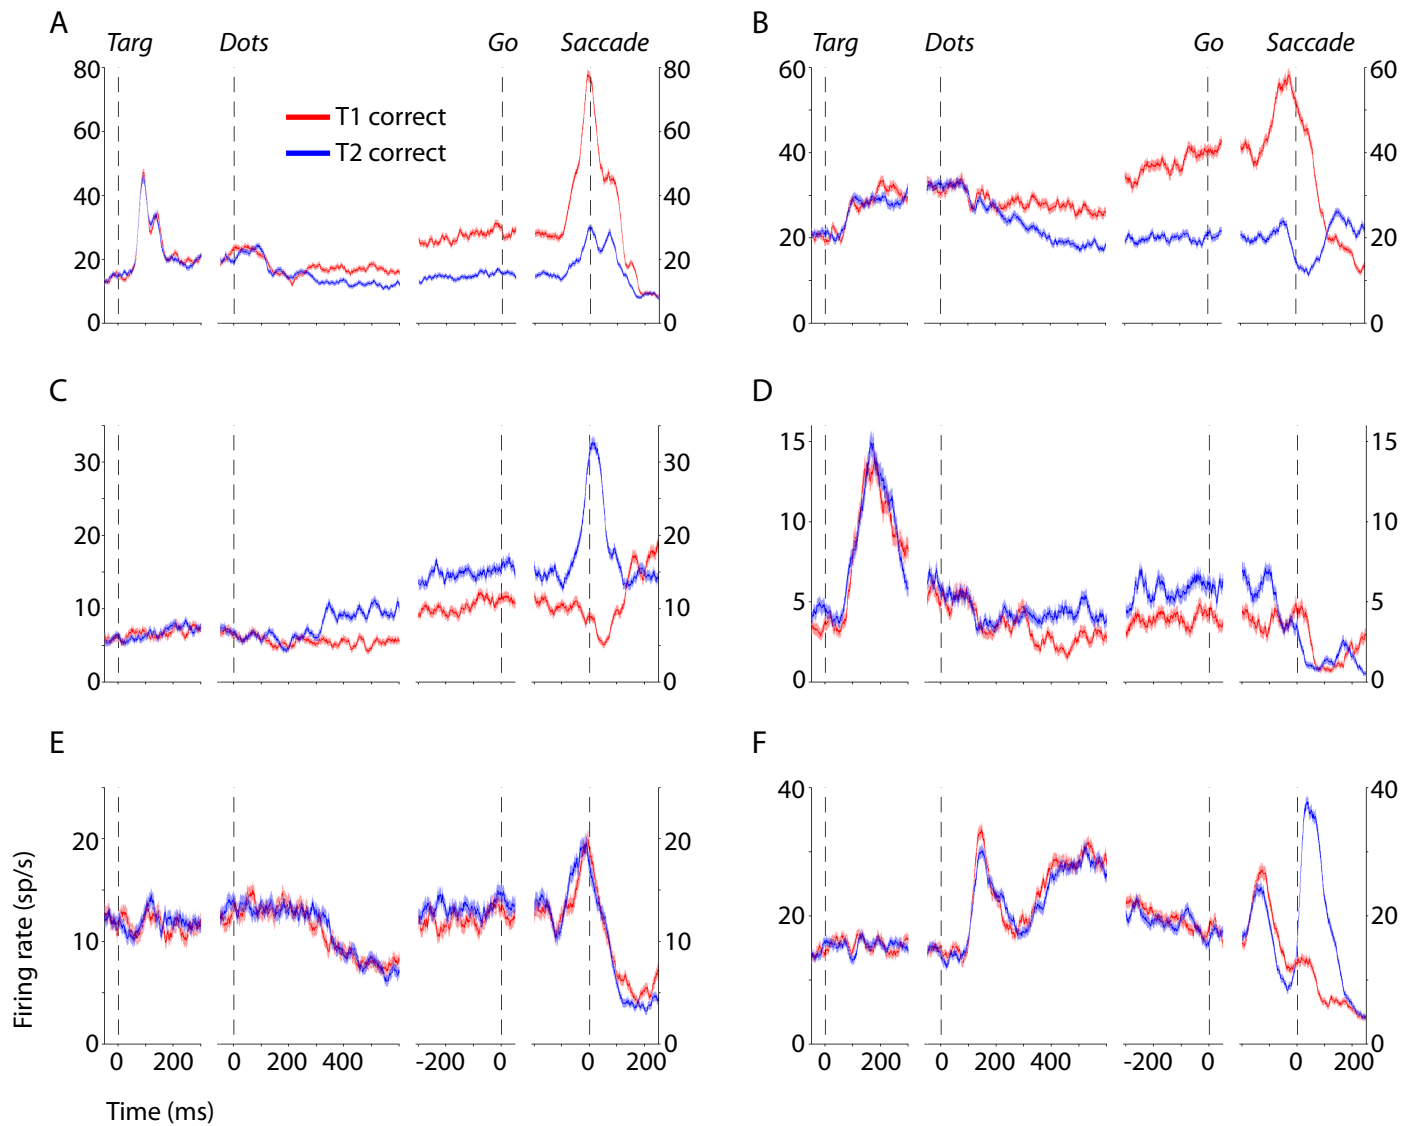 A
B
Targ Dots Go Saccade
Targ Dots Go Saccade
T1 correct
T2 correct
80 80
60 60
40 40
20 20
0 0
60 60
40 40
20 20
0 0
C
D
30 30
20 20
10 10
0 0
15 15
10 10
5 5
0 0
E
F
Firing rate (sp/s)
20 20
10 10
0 0
40 40
20 20
0 0
0 200 0 200 400 -200 0 0 200
0 200 0 200 400 -200 0 0 200
Time (ms)